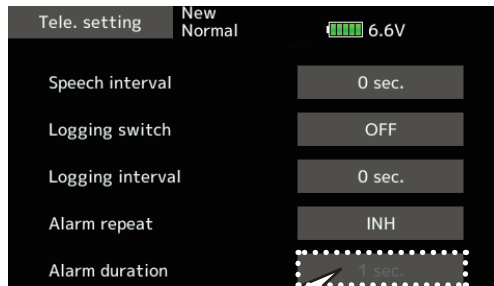 Tele. setting
New
Normal
6.6V
Speech interval 0 sec.
Logging switch OFF
Logging interval 0 sec.
Alarm repeat INH
Alarm duration 1 sec.